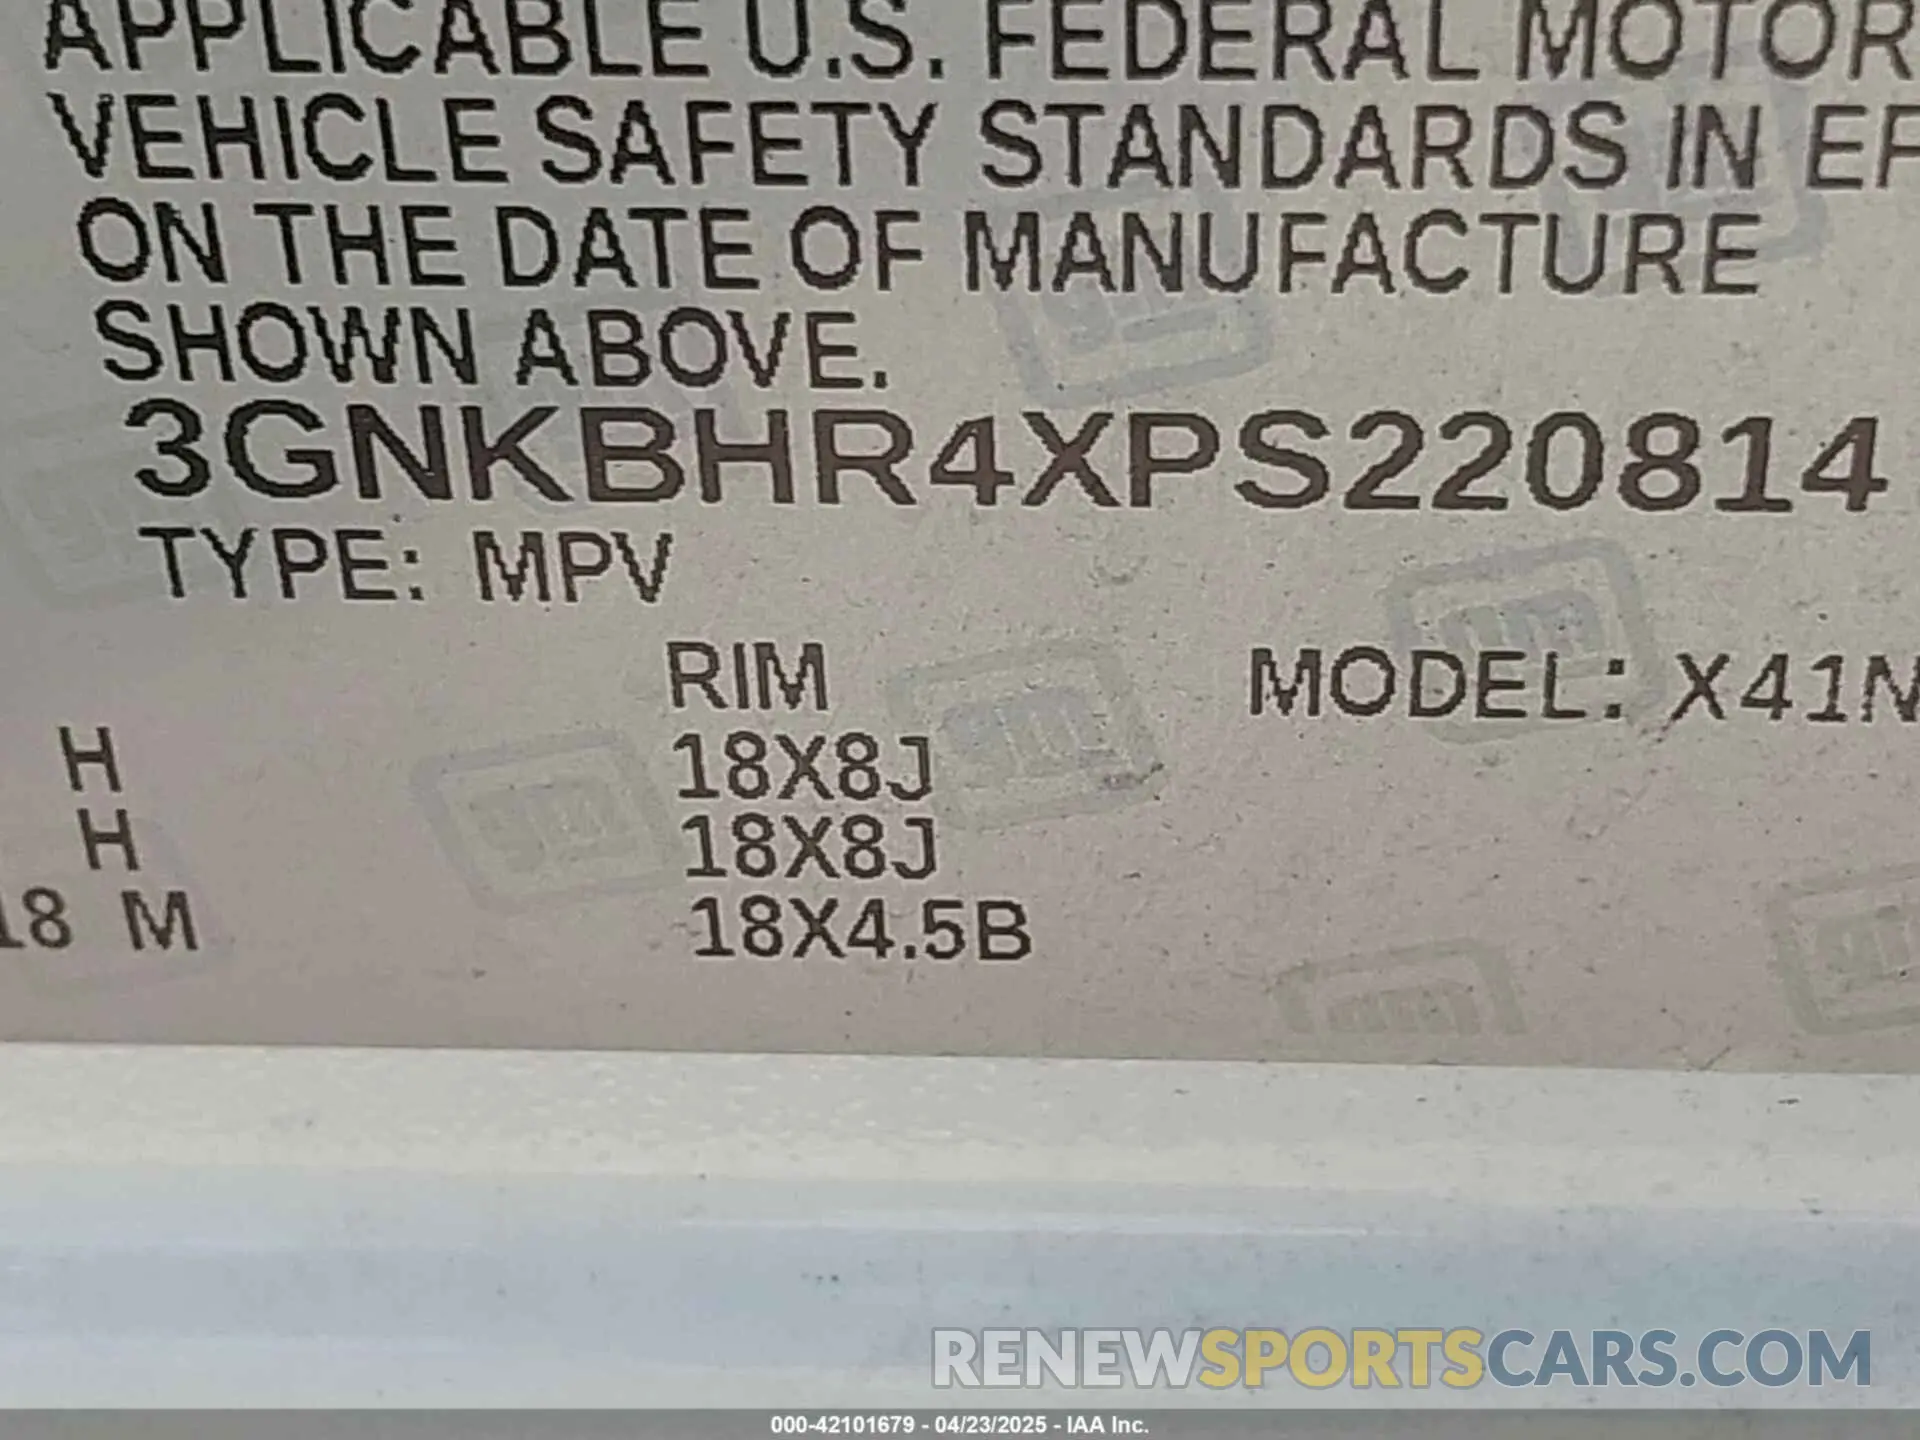 APPLICABLE U.S. FEDERAL MOTOR
VEHICLE SAFETY STANDARDS IN EF
ON THE DATE OF MANUFACTURE
SHOWN ABOVE.
3GNKBHR4XPS220814
TYPE: MPV
RIM MODEL: X41N
H 18X8J
H 18X8J
18 M 18X4.5B
RENEWSPORTSCARS.COM
000-42101679 - 04/23/2025 - IAA Inc.